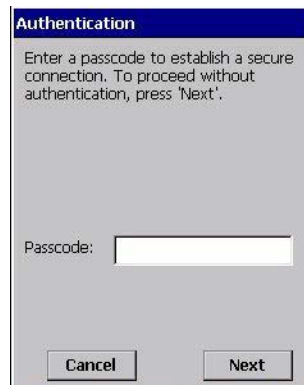 Authentication
Enter a passcode to establish a secure
connection. To proceed without
authentication, press 'Next'.
Passcode:
Cancel
Next